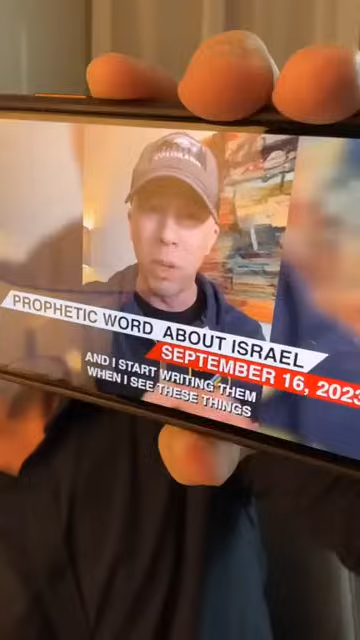 PROPHETIC WORD ABOUT ISRAEL
SEPTEMBER 16, 2023
AND I START WRITING THEM
WHEN I SEE THESE THINGS